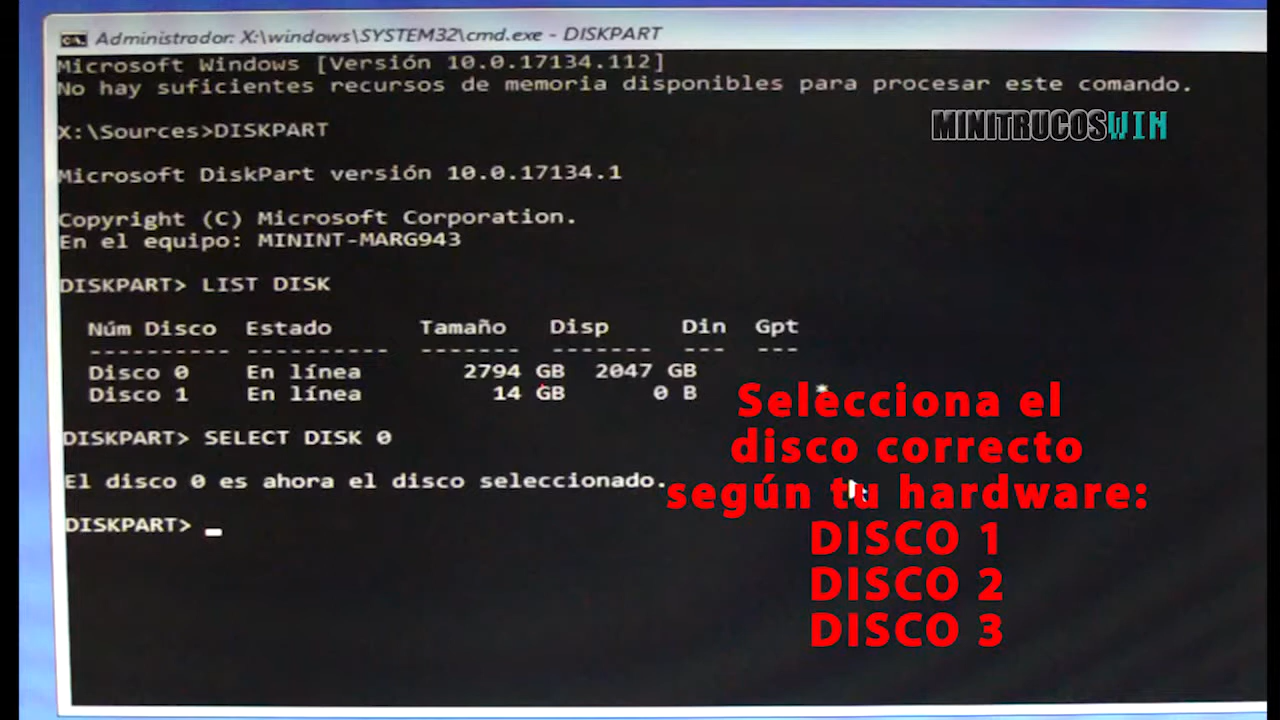 Administrador: X:\windows\SYSTEM32\cmd.exe - DISKPART
Microsoft Windows [Versión 10.0.17134.112]
No hay suficientes recursos de memoria disponibles para procesar este comando.
MINITRUCOSWIN
X:\Sources>DISKPART
Microsoft DiskPart versión 10.0.17134.1
Copyright (C) Microsoft Corporation.
En el equipo: MININT-MARG943
DISKPART> LIST DISK
Núm Disco  Estado      Tamaño   Disp     Din  Gpt
----------  ----------  -------  -------  ---  ---
Disco 0    En línea      2794 GB  2047 GB
Disco 1    En línea        14 GB     0 B        *
DISKPART> SELECT DISK 0
El disco 0 es ahora el disco seleccionado.
DISKPART>
Selecciona el
disco correcto
según tu hardware:
DISCO 1
DISCO 2
DISCO 3